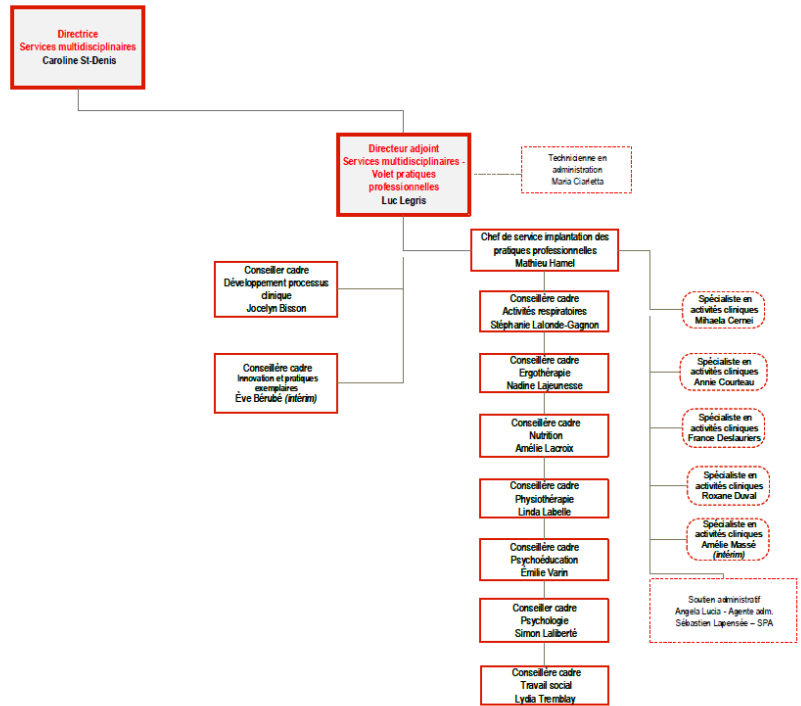 Directrice
Services multidisciplinaires
Caroline St-Denis
Directeur adjoint
Services multidisciplinaires -
Volet pratiques
professionnelles
Luc Legris
Technicienne en
administration
Maria Ciarletta
Chef de service implantation des
pratiques professionnelles
Mathieu Hamel
Conseiller cadre
Développement processus
clinique
Jocelyn Bisson
Conseillère cadre
Innovation et pratiques
exemplaires
Ève Bérubé (intérim)
Conseillère cadre
Activités respiratoires
Stéphanie Lalonde-Gagnon
Conseillère cadre
Ergothérapie
Nadine Lajeunesse
Conseillère cadre
Nutrition
Amélie Lacroix
Conseillère cadre
Physiothérapie
Linda Labelle
Conseillère cadre
Psychoéducation
Émilie Varin
Conseiller cadre
Psychologie
Simon Laliberté
Conseillère cadre
Travail social
Lydia Tremblay
Spécialiste en
activités cliniques
Mihaela Cernei
Spécialiste en
activités cliniques
Annie Courteau
Spécialiste en
activités cliniques
France Deslauriers
Spécialiste en
activités cliniques
Roxane Duval
Spécialiste en
activités cliniques
Amélie Massé
(intérim)
Soutien administratif
Angela Lucia - Agente adm.
Sébastien Lapensée – SPA